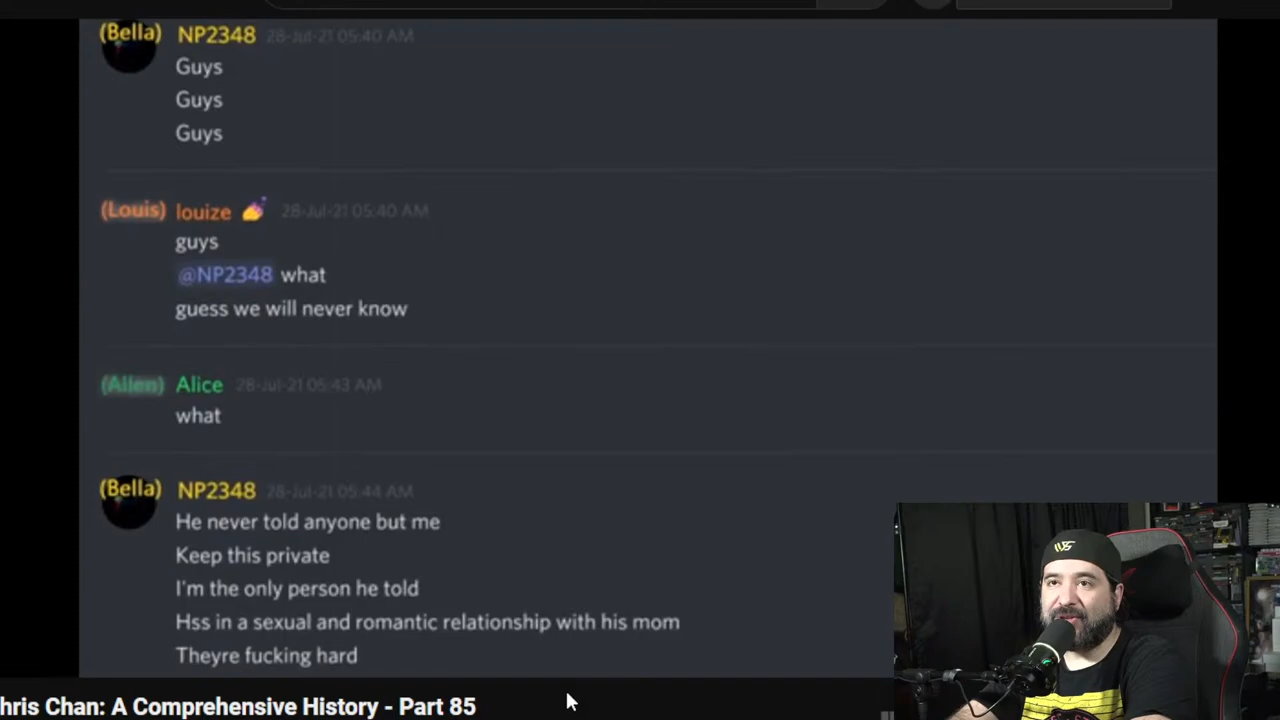 (Bella) NP2348 28-Jul-21 05:40 AM
Guys
Guys
Guys
(Louis) louize 28-Jul-21 05:40 AM
guys
@NP2348 what
guess we will never know
(Allen) Alice 28-Jul-21 05:43 AM
what
(Bella) NP2348 28-Jul-21 05:44 AM
He never told anyone but me
Keep this private
I'm the only person he told
Hss in a sexual and romantic relationship with his mom
Theyre fucking hard
hris Chan: A Comprehensive History - Part 85